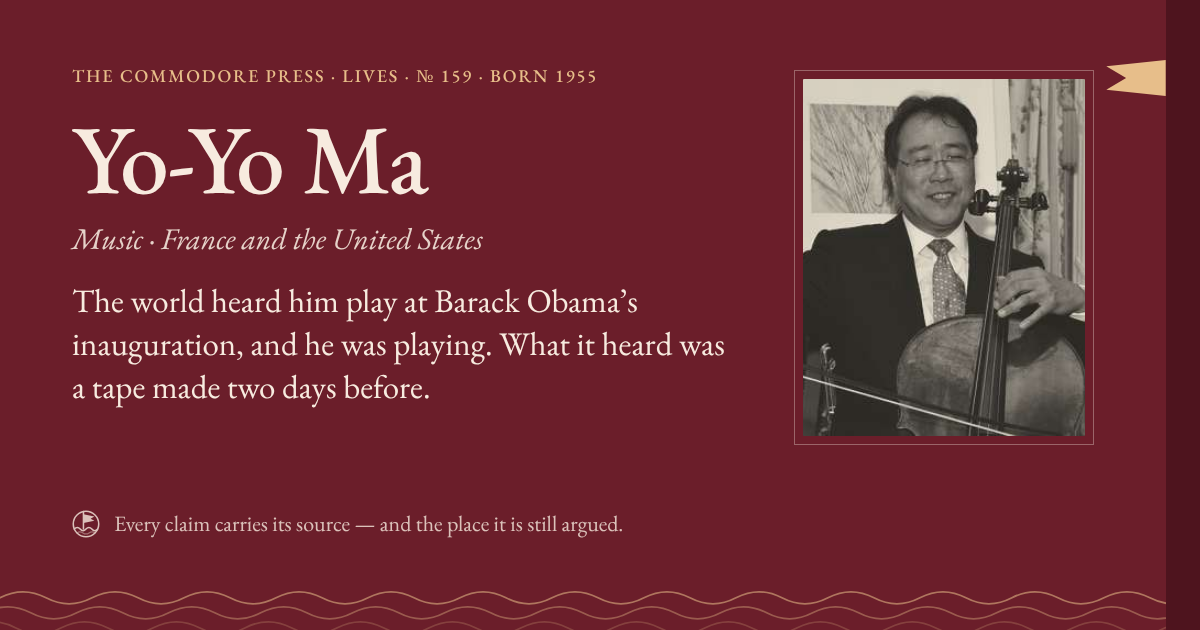 THE COMMODORE PRESS · LIVES · № 159 · BORN 1955
Yo-Yo Ma
Music · France and the United States
The world heard him play at Barack Obama’s
inauguration, and he was playing. What it heard was
a tape made two days before.
Every claim carries its source — and the place it is still argued.